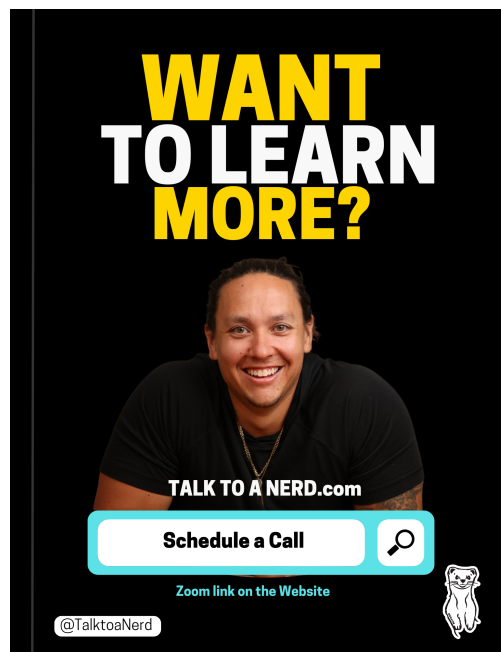 WANT
TO LEARN
MORE?
TALK TO A NERD.com
Schedule a Call
Zoom link on the Website
@TalktoaNerd